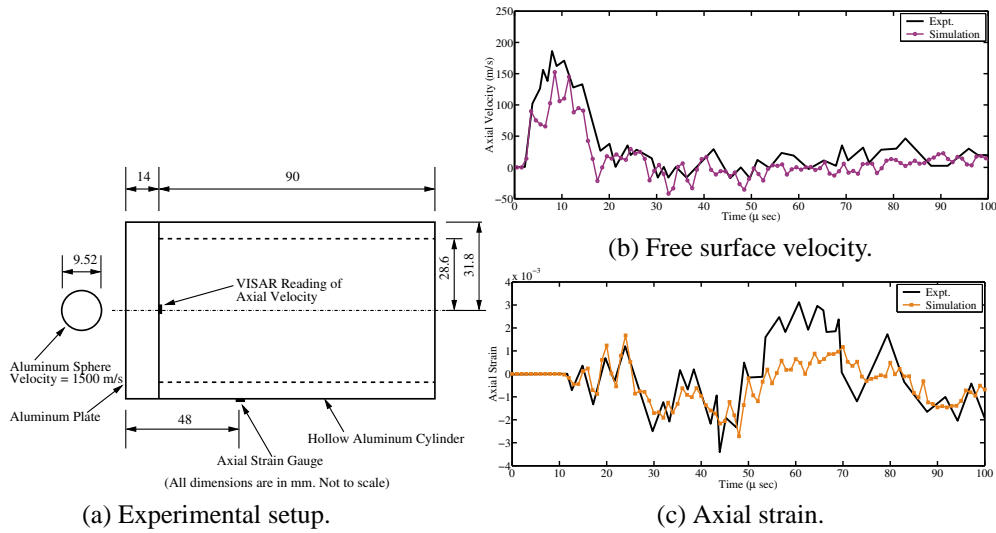 14
90
9.52
28.6
31.8
VISAR Reading of
Axial Velocity
Aluminum Sphere
Velocity = 1500 m/s
Aluminum Plate
48
Hollow Aluminum Cylinder
Axial Strain Gauge
(All dimensions are in mm. Not to scale)
(a) Experimental setup.
250
200
150
100
50
0
−50
Axial Velocity (m/s)
Expt.
Simulation
0 10 20 30 40 50 60 70 80 90 100
Time (μ sec)
(b) Free surface velocity.
x 10⁻³
4
3
2
1
0
−1
−2
−3
−4
Axial Strain
Expt.
Simulation
0 10 20 30 40 50 60 70 80 90 100
Time (μ sec)
(c) Axial strain.